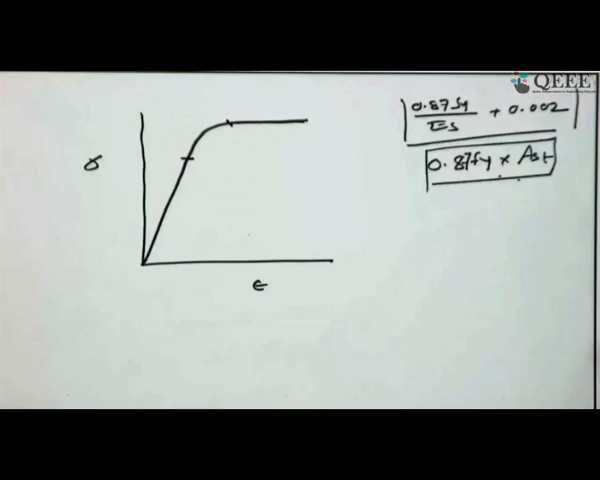 QEEE
0.87fy
Es
+ 0.002
0.87fy × Ast
σ
ε